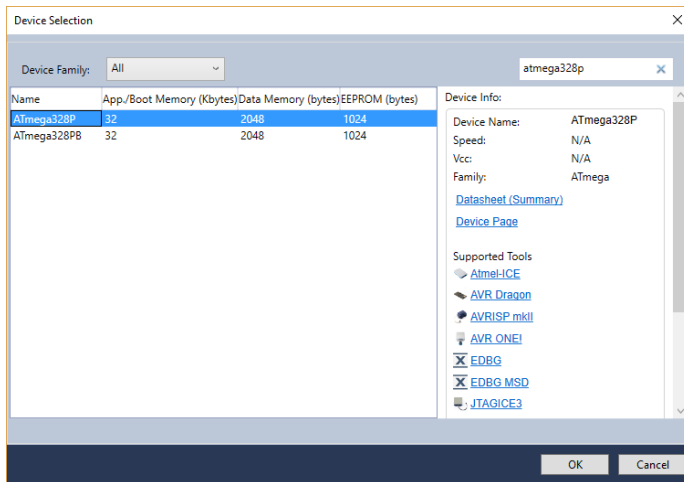 Device Selection
Device Family: All
atmega328p
Name App./Boot Memory (Kbytes) Data Memory (bytes) EEPROM (bytes)
ATmega328P 32 2048 1024
ATmega328PB 32 2048 1024
Device Info:
Device Name: ATmega328P
Speed: N/A
Vcc: N/A
Family: ATmega
Datasheet (Summary)
Device Page
Supported Tools
Atmel-ICE
AVR Dragon
AVRISP mkII
AVR ONE!
EDBG
EDBG MSD
JTAGICE3
OK Cancel